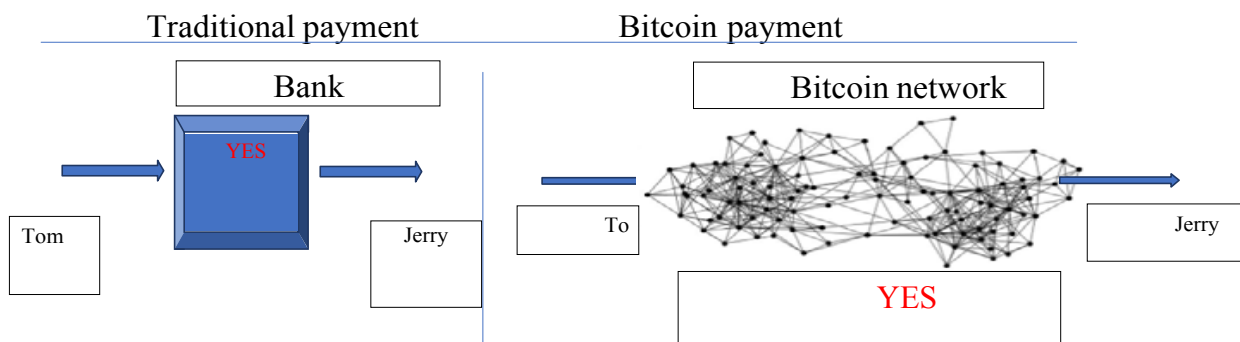 Traditional payment
Bitcoin payment
Bank
YES
Tom
Jerry
Bitcoin network
To
Jerry
YES